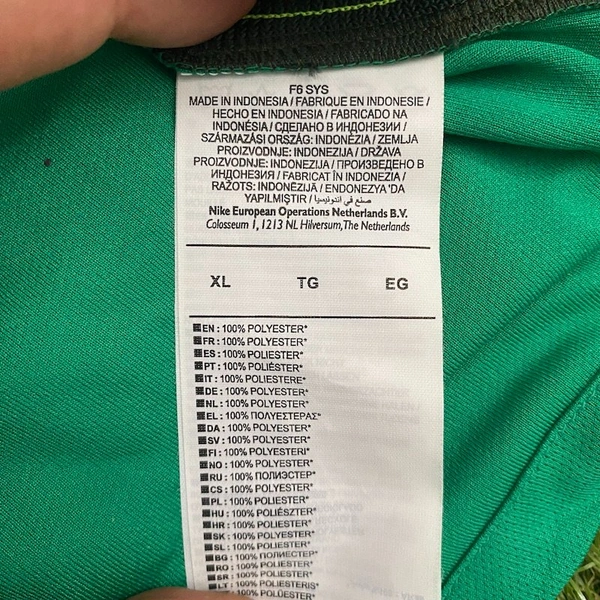 F6 SYS
MADE IN INDONESIA / FABRIQUE EN INDONESIE /
HECHO EN INDONESIA / FABRICADO NA
INDONÉSIA / СДЕЛАНО В ИНДОНЕЗИИ /
SZÁRMAZÁSI ORSZÁG: INDONÉZIA / ZEMLJA
PROIZVODNJE: INDONEZIJA / DRŽAVA
PROIZVODNJE: INDONEZIJA / ПРОИЗВЕДЕНО В
ИНДОНЕЗИЯ / FABRICAT ÎN INDONEZIA /
RAŽOTS: INDONĒZIJĀ / ENDONEZYA'DA
YAPILMIŞTIR / صنع في أندونيسيا
Nike European Operations Netherlands B.V.
Colosseum 1, 1213 NL Hilversum, The Netherlands
XL TG EG
EN : 100% POLYESTER*
FR : 100% POLYESTER*
ES : 100% POLIESTER*
PT : 100% POLIÉSTER*
IT : 100% POLIESTERE*
DE : 100% POLYESTER*
NL : 100% POLYESTER*
EL : 100% ΠΟΛΥΕΣΤΕΡΑΣ*
DA : 100% POLYESTER*
SV : 100% POLYESTER*
FI : 100% POLYESTERI*
NO : 100% POLYESTER*
RU : 100% ПОЛИЭСТЕР*
CS : 100% POLYESTER*
PL : 100% POLIESTER*
HU : 100% POLIÉSZTER*
HR : 100% POLIESTER*
SK : 100% POLYESTER*
SL : 100% POLIESTER*
BG : 100% ПОЛИЕСТЕР*
RO : 100% POLIESTER*
SR : 100% POLIESTER*
LT : 100% POLIESTERIS*
100% POLÜESTER*